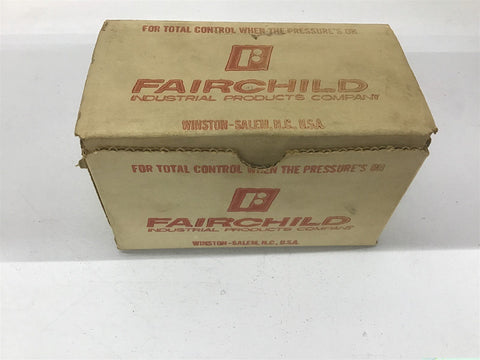 FOR TOTAL CONTROL WHEN THE PRESSURE'S ON
FAIRCHILD
INDUSTRIAL PRODUCTS COMPANY
WINSTON-SALEM, N.C., U.S.A.
FOR TOTAL CONTROL WHEN THE PRESSURE'S ON
FAIRCHILD
INDUSTRIAL PRODUCTS COMPANY
WINSTON-SALEM, N.C., U.S.A.